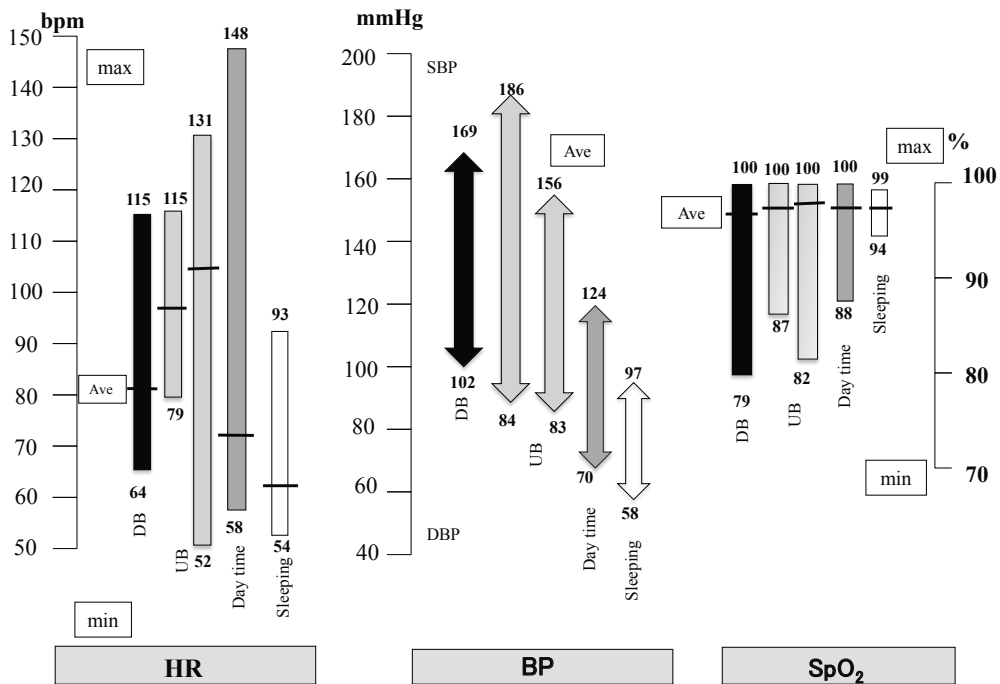 bpm
150
140
130
120
110
100
90
80
70
60
50
max
Ave
min
115
64
DB
115
79
UB
131
52
148
58
Day time
93
54
Sleeping
HR
mmHg
200
180
160
140
120
100
80
60
40
SBP
DBP
Ave
169
102
DB
186
84
UB
156
83
124
70
Day time
97
58
Sleeping
BP
max
%
100
90
80
70
Ave
min
100
79
DB
100
87
UB
100
82
100
88
Day time
99
94
Sleeping
SpO₂